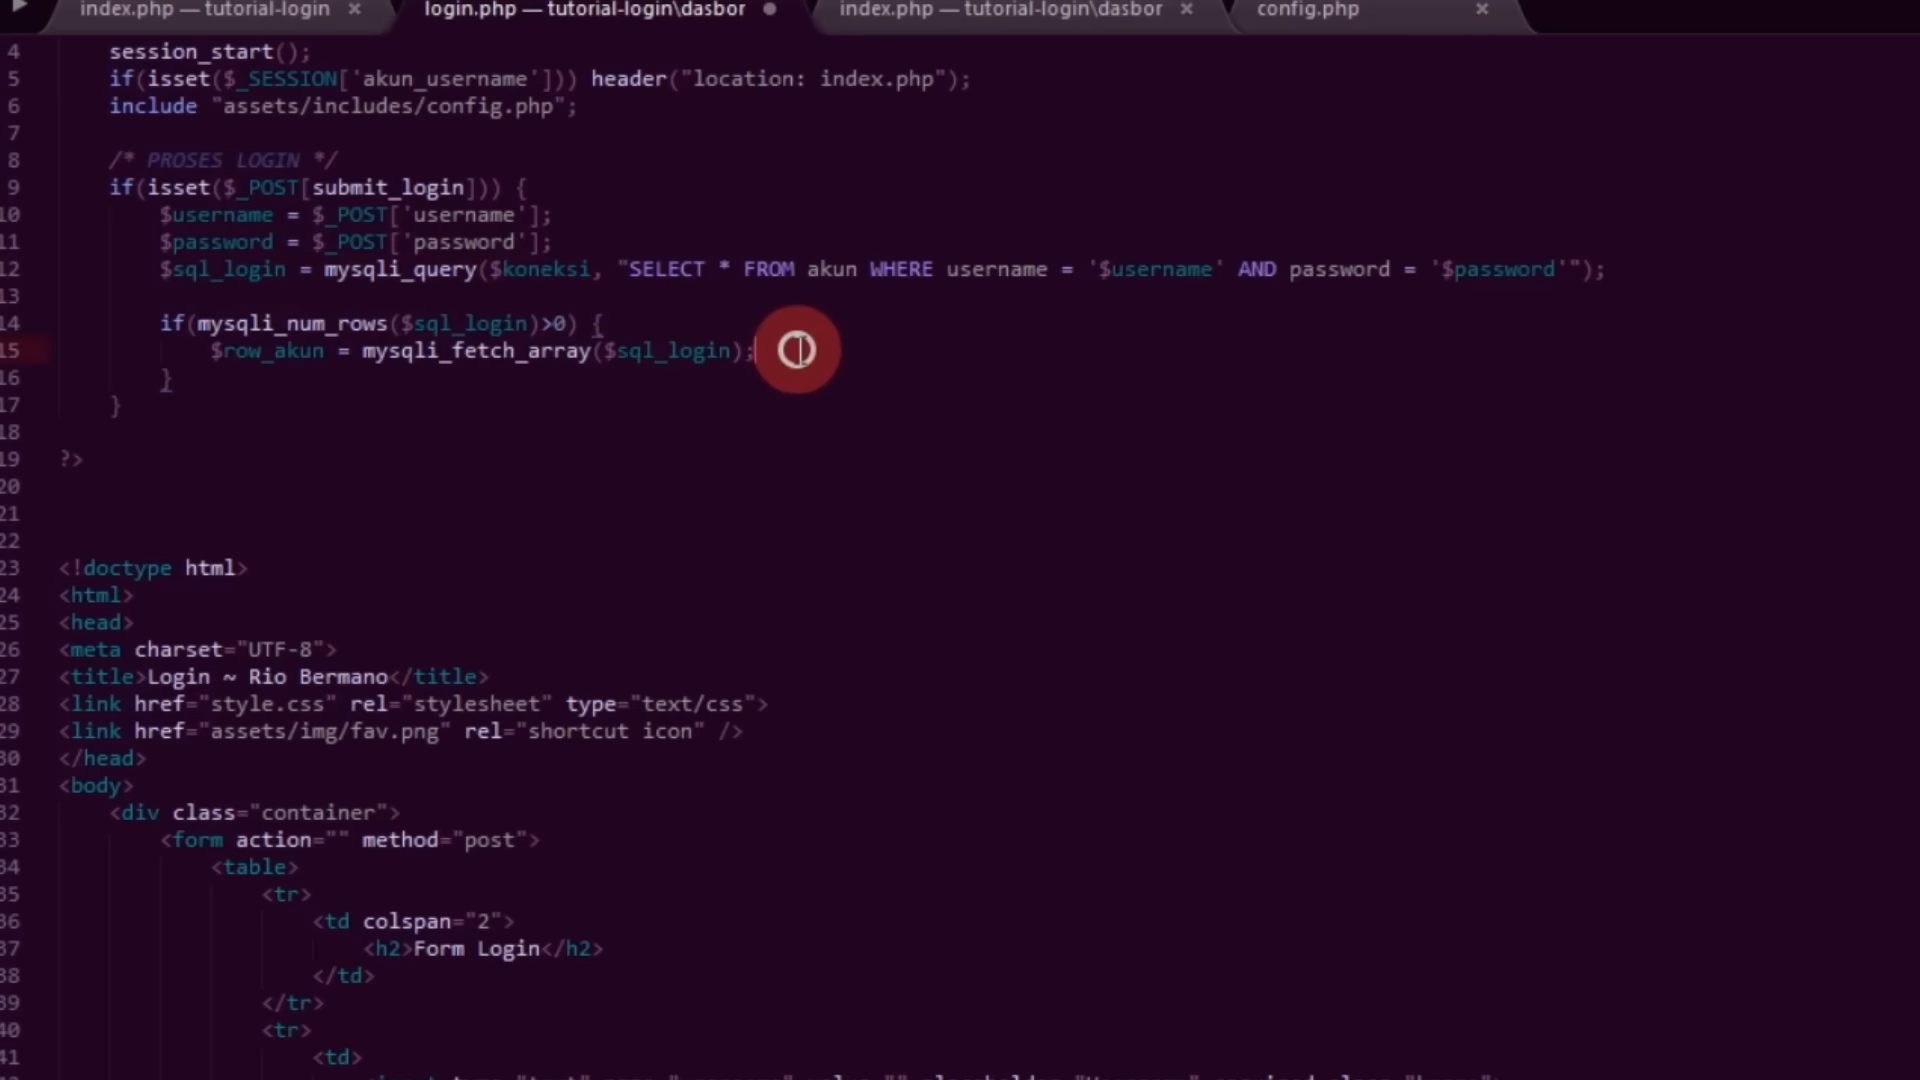 index.php — tutorial-login × login.php — tutorial-login\dasbor index.php — tutorial-login\dasbor × config.php ×
4 session_start();
5 if(isset($_SESSION['akun_username'])) header("location: index.php");
6 include "assets/includes/config.php";
7
8 /* PROSES LOGIN */
9 if(isset($_POST[submit_login])) {
10 $username = $_POST['username'];
11 $password = $_POST['password'];
12 $sql_login = mysqli_query($koneksi, "SELECT * FROM akun WHERE username = '$username' AND password = '$password'");
13
14 if(mysqli_num_rows($sql_login)>0) {
15 $row_akun = mysqli_fetch_array($sql_login);
16 }
17 }
18
19 ?>
20
21
22
23 <!doctype html>
24 <html>
25 <head>
26 <meta charset="UTF-8">
27 <title>Login ~ Rio Bermano</title>
28 <link href="style.css" rel="stylesheet" type="text/css">
29 <link href="assets/img/fav.png" rel="shortcut icon" />
30 </head>
31 <body>
32 <div class="container">
33 <form action="" method="post">
34 <table>
35 <tr>
36 <td colspan="2">
37 <h2>Form Login</h2>
38 </td>
39 </tr>
40 <tr>
41 <td>